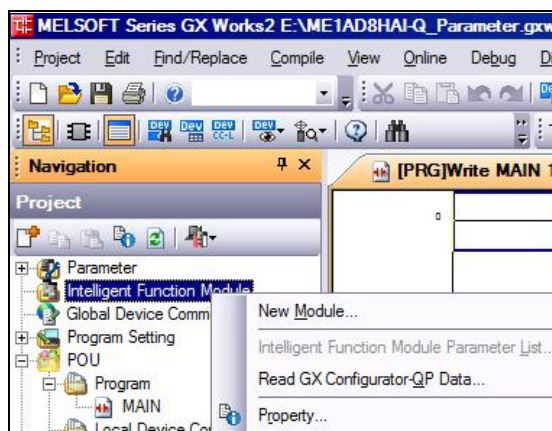 MELSOFT Series GX Works2 E:\ME1AD8HAI-Q_Parameter.gxw
Project Edit Find/Replace Compile View Online Debug
Navigation
[PRG]Write MAIN 1
Project
0
Parameter
Intelligent Function Module
Global Device Comm
New Module...
Program Setting
Intelligent Function Module Parameter List...
POU
Read GX Configurator-QP Data...
Program
MAIN
Property...
Local Device Co